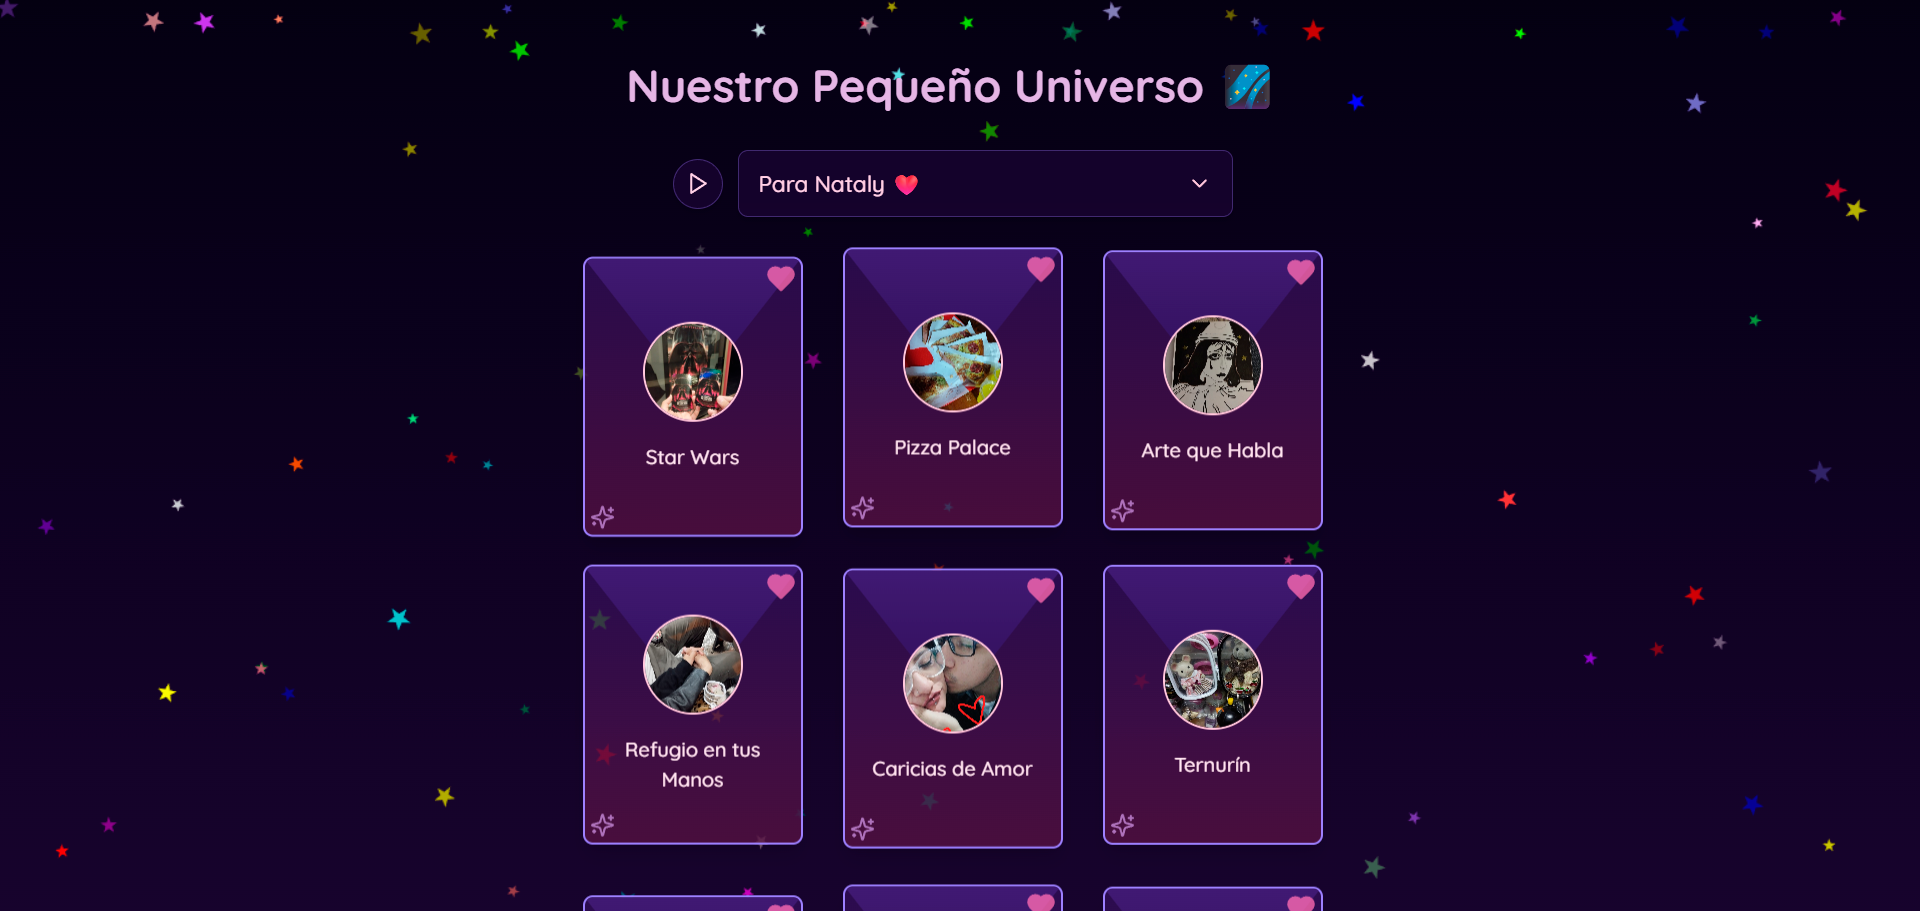 Nuestro Pequeño Universo 🌌
Para Nataly ❤️
Star Wars
Pizza Palace
Arte que Habla
Refugio en tus
Manos
Caricias de Amor
Ternurín